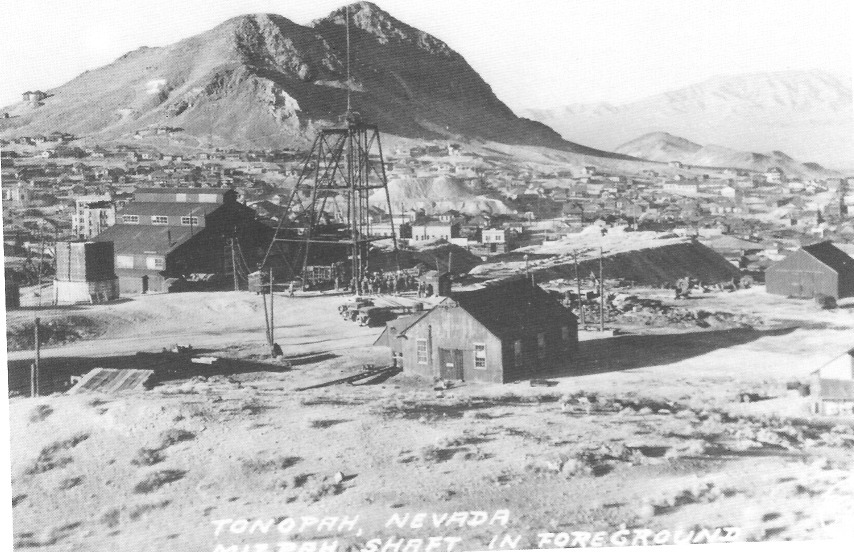 TONOPAH, NEVADA
MIZPAH SHAFT IN FOREGROUND